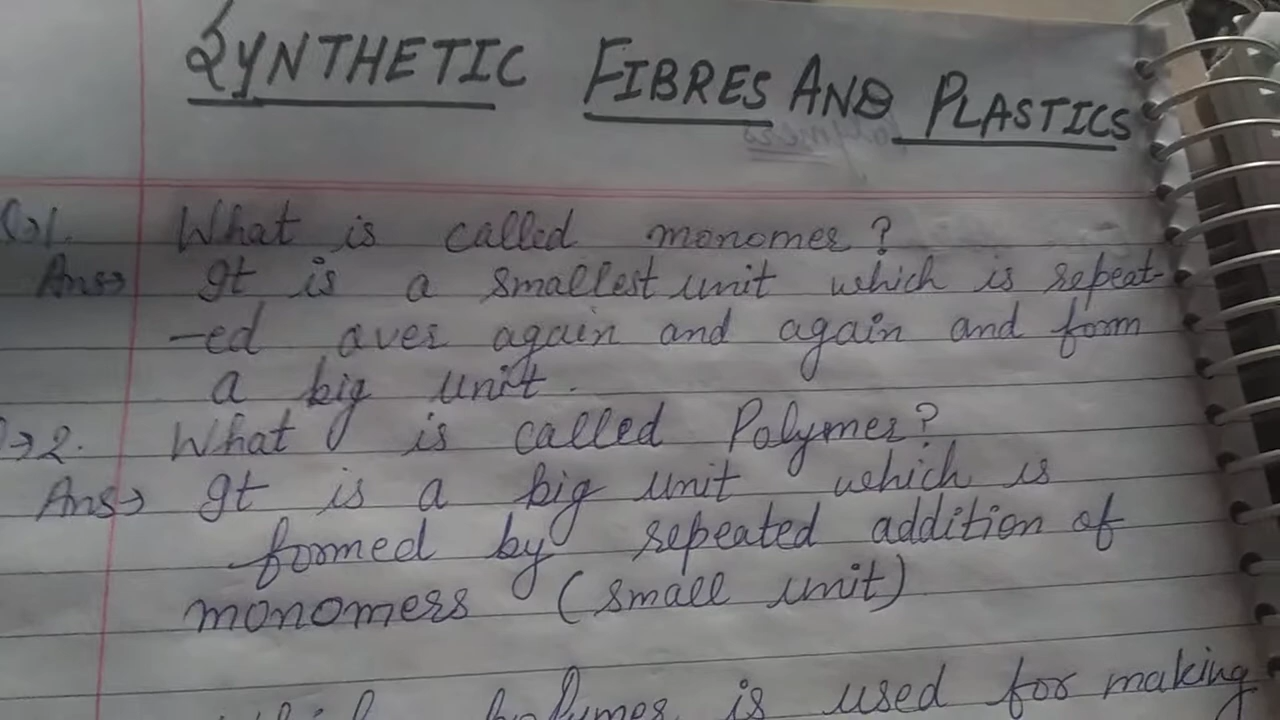 SYNTHETIC FIBRES AND PLASTICS
Q1. What is called monomer?
Ans→ It is a smallest unit which is repeat-
-ed over again and again and form
a big unit.
→2. What is called Polymer?
Ans→ It is a big unit which is
formed by repeated addition of
monomers (small unit)
polymer is used for making